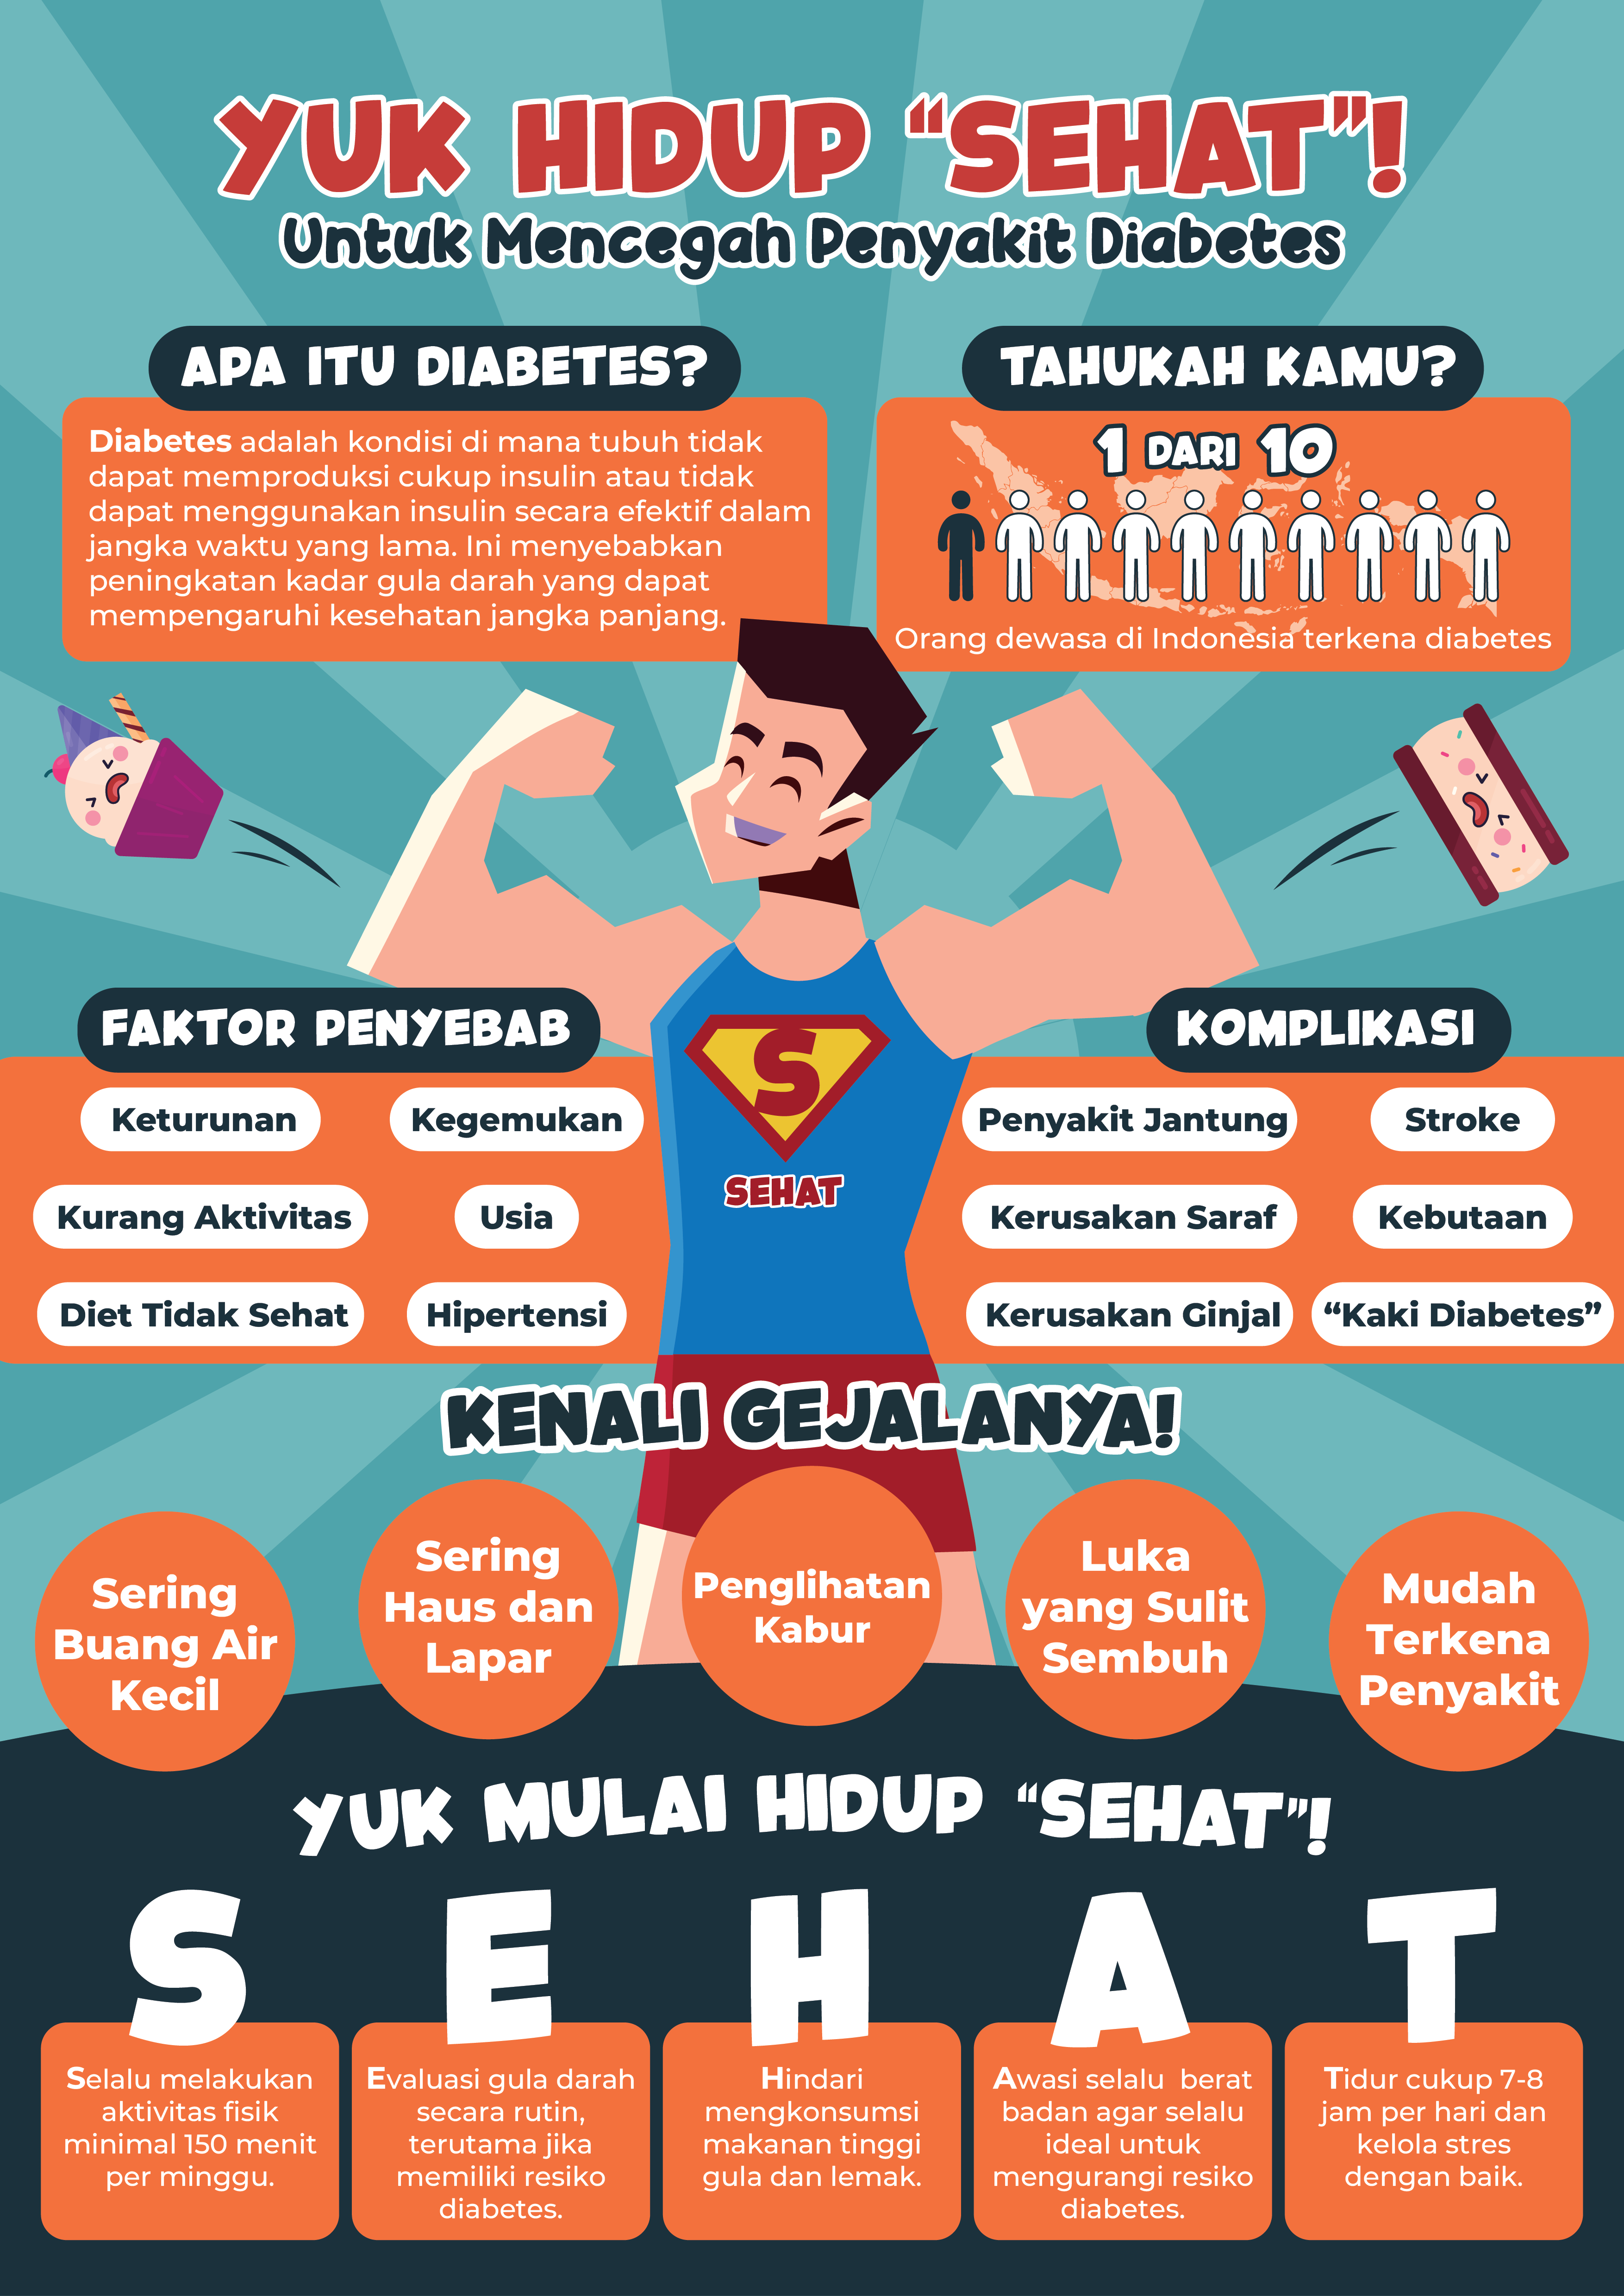 YUK HIDUP “SEHAT”!
Untuk Mencegah Penyakit Diabetes
APA ITU DIABETES?
Diabetes adalah kondisi di mana tubuh tidak
dapat memproduksi cukup insulin atau tidak
dapat menggunakan insulin secara efektif dalam
jangka waktu yang lama. Ini menyebabkan
peningkatan kadar gula darah yang dapat
mempengaruhi kesehatan jangka panjang.
TAHUKAH KAMU?
1 DARI 10
Orang dewasa di Indonesia terkena diabetes
S
SEHAT
FAKTOR PENYEBAB
Keturunan
Kegemukan
Kurang Aktivitas
Usia
Diet Tidak Sehat
Hipertensi
KOMPLIKASI
Penyakit Jantung
Stroke
Kerusakan Saraf
Kebutaan
Kerusakan Ginjal
“Kaki Diabetes”
KENALI GEJALANYA!
Sering
Buang Air
Kecil
Sering
Haus dan
Lapar
Penglihatan
Kabur
Luka
yang Sulit
Sembuh
Mudah
Terkena
Penyakit
YUK MULAI HIDUP “SEHAT”!
S
Selalu melakukan
aktivitas fisik
minimal 150 menit
per minggu.
E
Evaluasi gula darah
secara rutin,
terutama jika
memiliki resiko
diabetes.
H
Hindari
mengkonsumsi
makanan tinggi
gula dan lemak.
A
Awasi selalu berat
badan agar selalu
ideal untuk
mengurangi resiko
diabetes.
T
Tidur cukup 7-8
jam per hari dan
kelola stres
dengan baik.